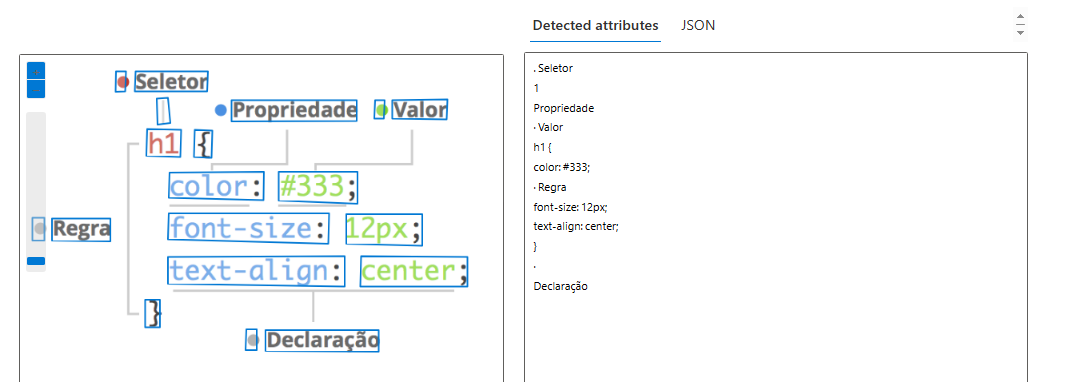 Detected attributes JSON
Seletor
Propriedade Valor
h1 {
color: #333;
Regra
font-size: 12px;
text-align: center;
}
Declaração
. Seletor
1
Propriedade
· Valor
h1 {
color: #333;
· Regra
font-size: 12px;
text-align: center;
}
·
Declaração